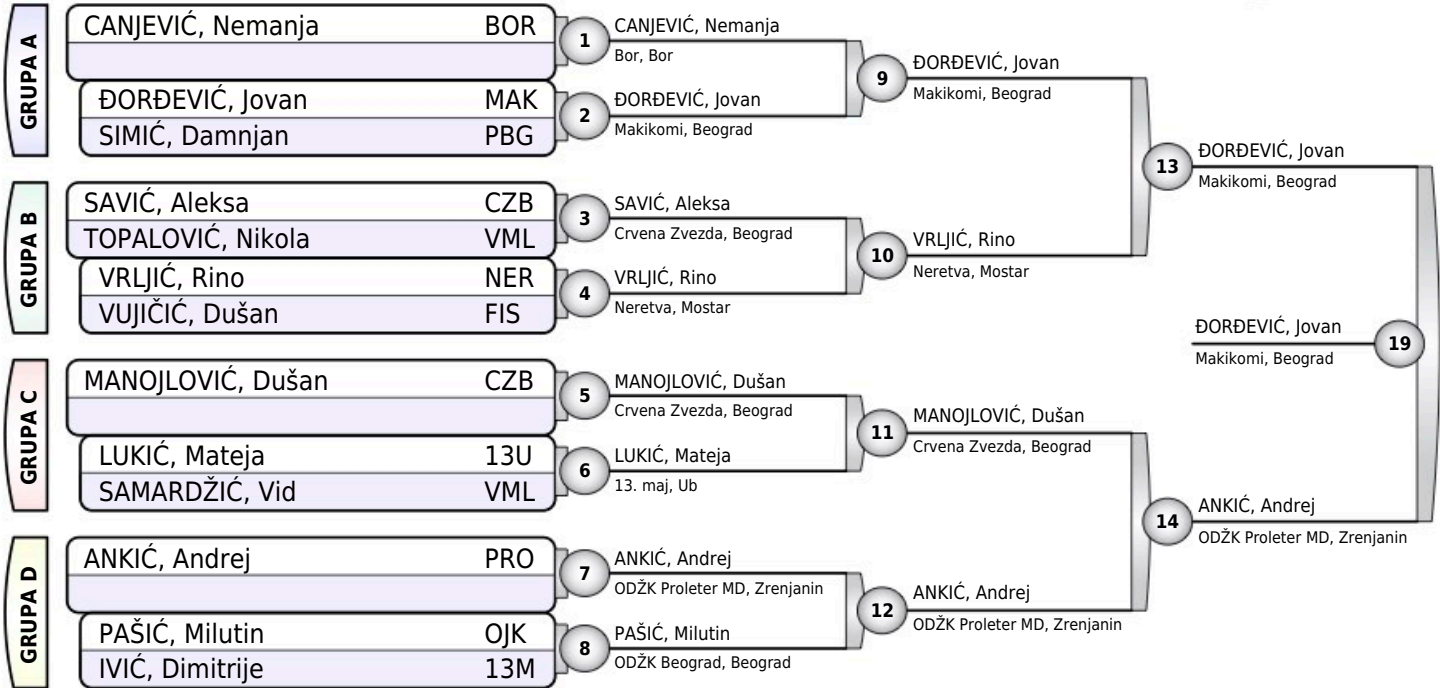 GRUPA A
CANJEVIĆ, Nemanja BOR
ĐORĐEVIĆ, Jovan MAK
SIMIĆ, Damnjan PBG
1
CANJEVIĆ, Nemanja
Bor, Bor
2
ĐORĐEVIĆ, Jovan
Makikomi, Beograd
GRUPA B
SAVIĆ, Aleksa CZB
TOPALOVIĆ, Nikola VML
VRLJIĆ, Rino NER
VUJIČIĆ, Dušan FIS
3
SAVIĆ, Aleksa
Crvena Zvezda, Beograd
4
VRLJIĆ, Rino
Neretva, Mostar
GRUPA C
MANOJLOVIĆ, Dušan CZB
LUKIĆ, Mateja 13U
SAMARDŽIĆ, Vid VML
5
MANOJLOVIĆ, Dušan
Crvena Zvezda, Beograd
6
LUKIĆ, Mateja
13. maj, Ub
GRUPA D
ANKIĆ, Andrej PRO
PAŠIĆ, Milutin OJK
IVIĆ, Dimitrije 13M
7
ANKIĆ, Andrej
ODŽK Proleter MD, Zrenjanin
8
PAŠIĆ, Milutin
ODŽK Beograd, Beograd
9
ĐORĐEVIĆ, Jovan
Makikomi, Beograd
10
VRLJIĆ, Rino
Neretva, Mostar
11
MANOJLOVIĆ, Dušan
Crvena Zvezda, Beograd
12
ANKIĆ, Andrej
ODŽK Proleter MD, Zrenjanin
13
ĐORĐEVIĆ, Jovan
Makikomi, Beograd
14
ANKIĆ, Andrej
ODŽK Proleter MD, Zrenjanin
ĐORĐEVIĆ, Jovan
Makikomi, Beograd
19